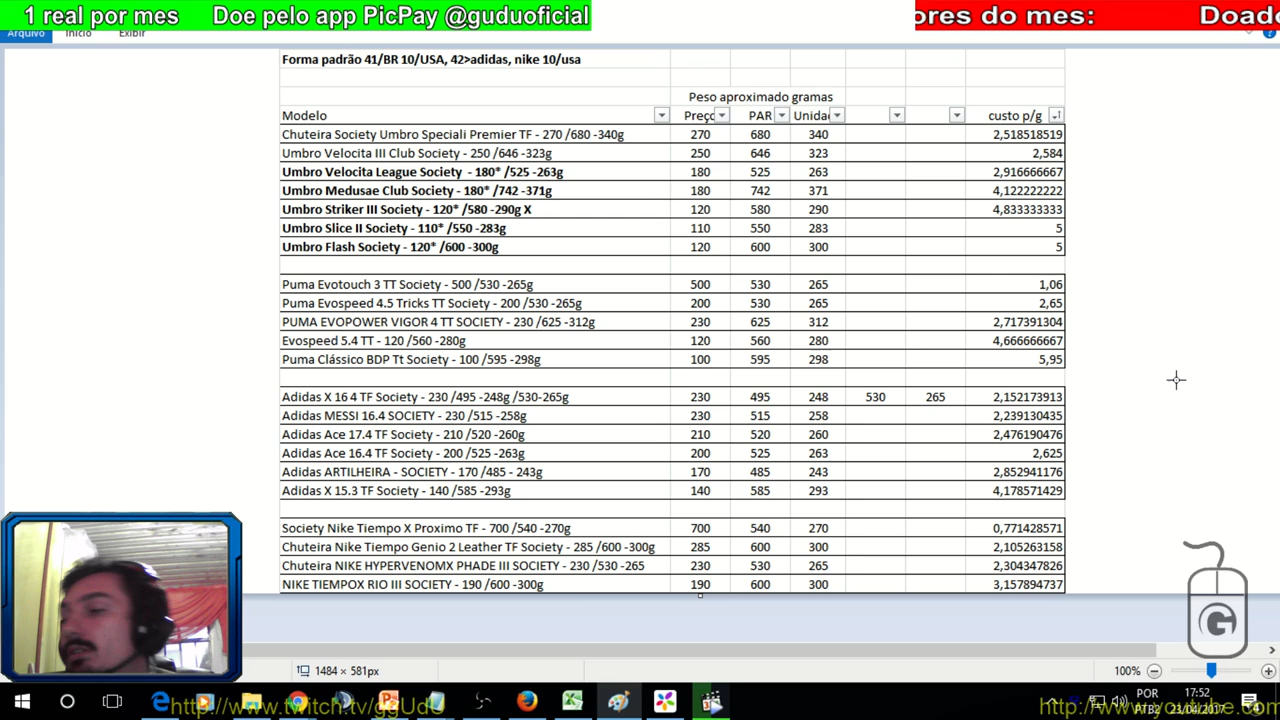 1 real por mes Doe pelo app PicPay @guduoficial
ores do mes: Doad
Arquivo Início Exibir
Forma padrão 41/BR 10/USA, 42>adidas, nike 10/usa
Peso aproximado gramas
Modelo Preço PAR Unidad custo p/g
Chuteira Society Umbro Speciali Premier TF - 270 /680 -340g 270 680 340 2,518518519
Umbro Velocita III Club Society - 250 /646 -323g 250 646 323 2,584
Umbro Velocita League Society - 180* /525 -263g 180 525 263 2,916666667
Umbro Medusae Club Society - 180* /742 -371g 180 742 371 4,122222222
Umbro Striker III Society - 120* /580 -290g X 120 580 290 4,833333333
Umbro Slice II Society - 110* /550 -283g 110 550 283 5
Umbro Flash Society - 120* /600 -300g 120 600 300 5
Puma Evotouch 3 TT Society - 500 /530 -265g 500 530 265 1,06
Puma Evospeed 4.5 Tricks TT Society - 200 /530 -265g 200 530 265 2,65
PUMA EVOPOWER VIGOR 4 TT SOCIETY - 230 /625 -312g 230 625 312 2,717391304
Evospeed 5.4 TT - 120 /560 -280g 120 560 280 4,666666667
Puma Clássico BDP Tt Society - 100 /595 -298g 100 595 298 5,95
Adidas X 16 4 TF Society - 230 /495 -248g /530-265g 230 495 248 530 265 2,152173913
Adidas MESSI 16.4 SOCIETY - 230 /515 -258g 230 515 258 2,239130435
Adidas Ace 17.4 TF Society - 210 /520 -260g 210 520 260 2,476190476
Adidas Ace 16.4 TF Society - 200 /525 -263g 200 525 263 2,625
Adidas ARTILHEIRA - SOCIETY - 170 /485 - 243g 170 485 243 2,852941176
Adidas X 15.3 TF Society - 140 /585 -293g 140 585 293 4,178571429
Society Nike Tiempo X Proximo TF - 700 /540 -270g 700 540 270 0,771428571
Chuteira Nike Tiempo Genio 2 Leather TF Society - 285 /600 -300g 285 600 300 2,105263158
Chuteira NIKE HYPERVENOMX PHADE III SOCIETY - 230 /530 -265 230 530 265 2,304347826
NIKE TIEMPOX RIO III SOCIETY - 190 /600 -300g 190 600 300 3,157894737
1484 × 581px 100%
POR 17:52
PTB2 23/04/2017
http://www.twitch.tv/ggUdu
http://www.
tube.com